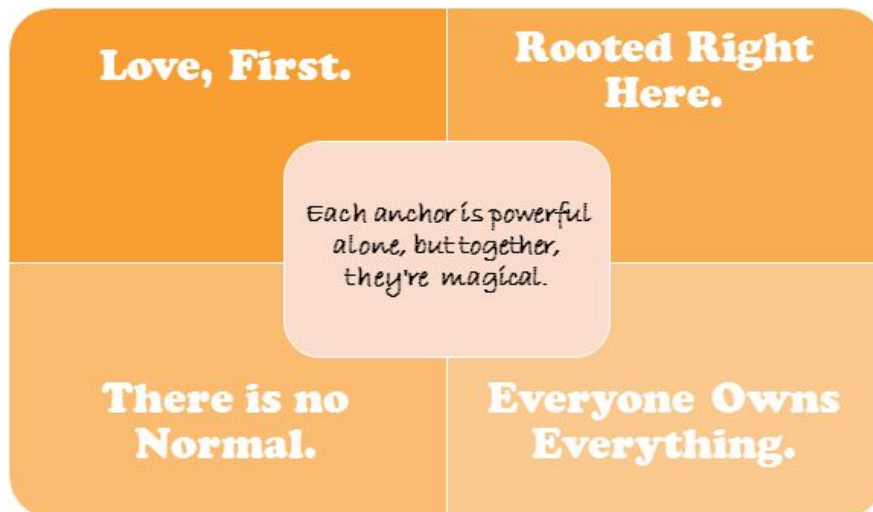 Love, First.
Rooted Right
Here.
Each anchor is powerful
alone, but together,
they're magical.
There is no
Normal.
Everyone Owns
Everything.